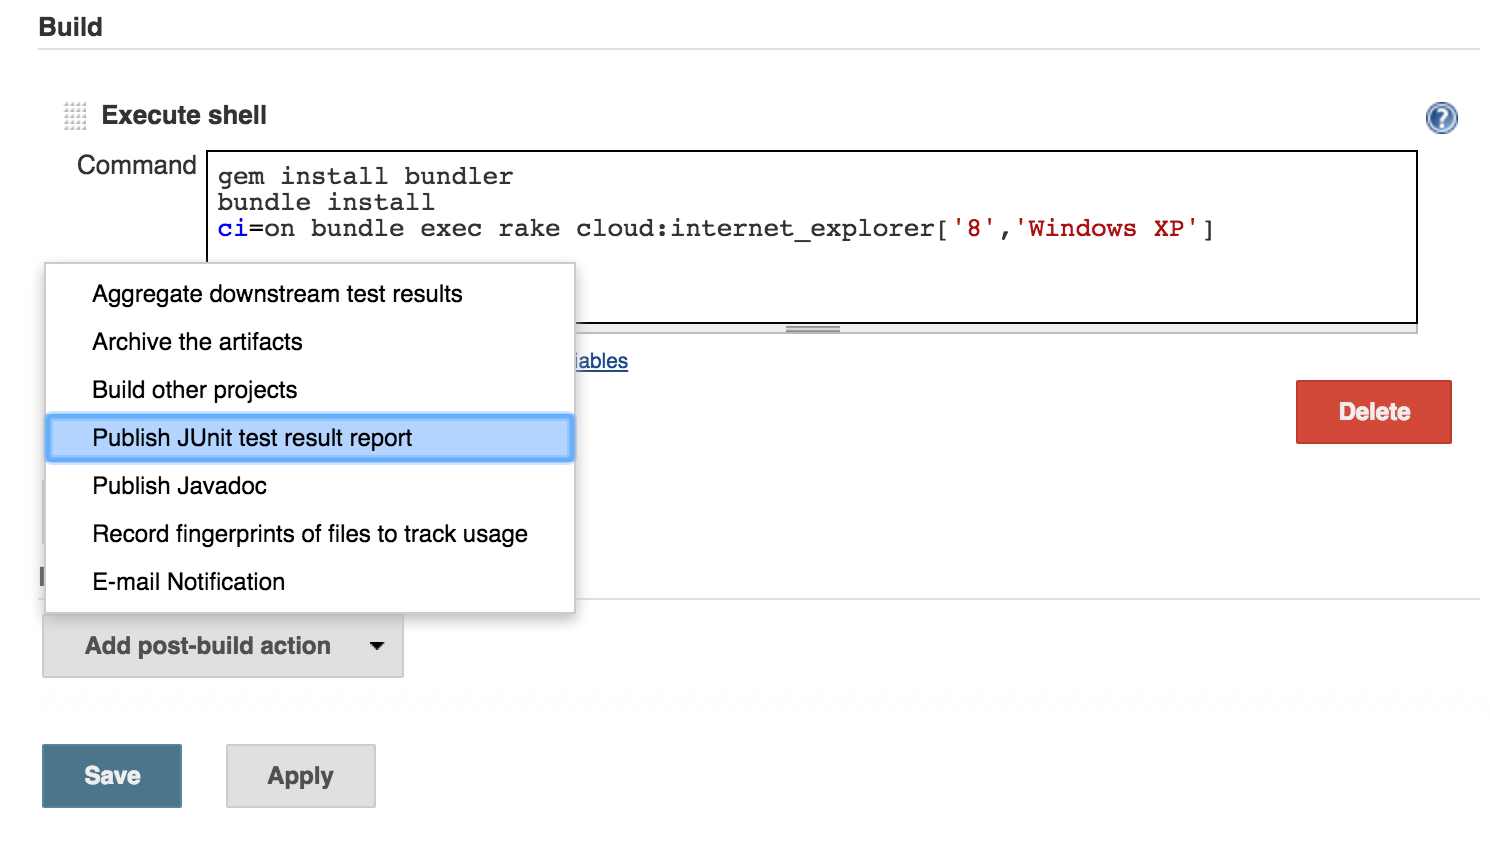 Build
Execute shell
?
Command
gem install bundler
bundle install
ci=on bundle exec rake cloud:internet_explorer['8','Windows XP']
Aggregate downstream test results
Archive the artifacts
iables
Build other projects
Delete
Publish JUnit test result report
Publish Javadoc
Record fingerprints of files to track usage
E-mail Notification
Add post-build action
Save
Apply